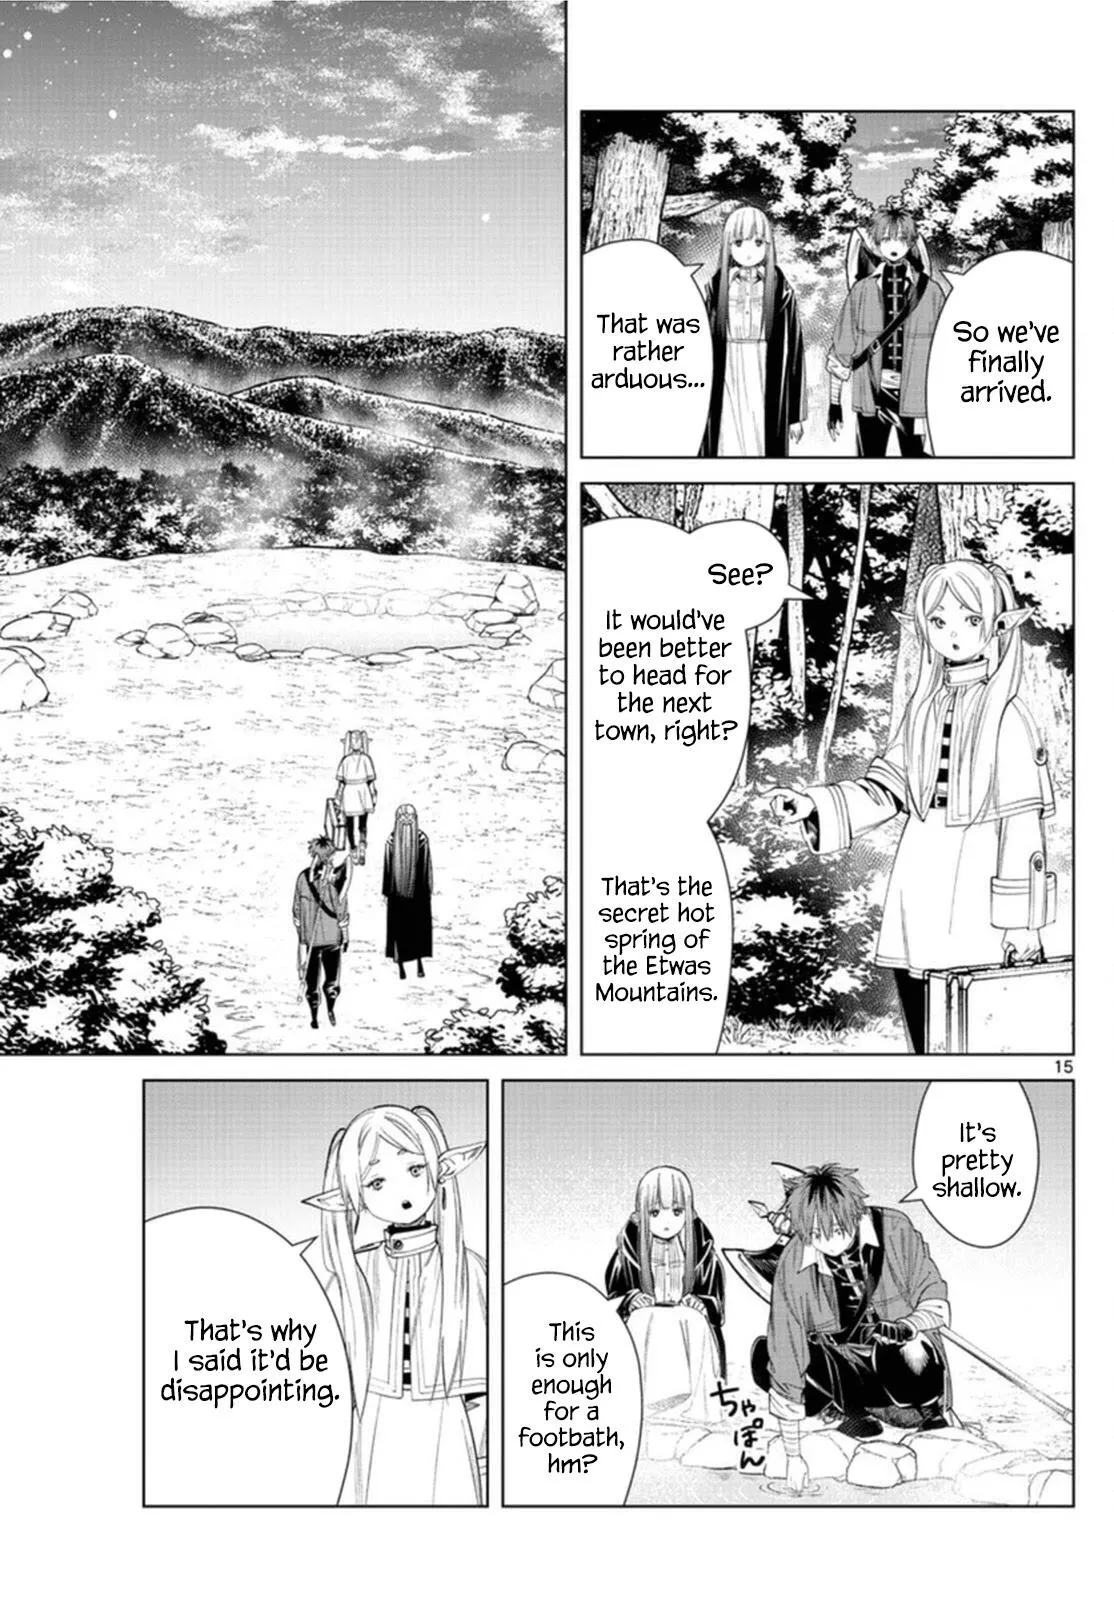 So we've
finally
arrived.
That was
rather
arduous...
See?
It would've
been better
to head for
the next
town, right?
That's the
secret hot
spring of
the Etwas
Mountains.
15
It's
pretty
shallow.
This
is only
enough
for a
footbath,
hm?
ちゃぽん
That's why
I said it'd be
disappointing.